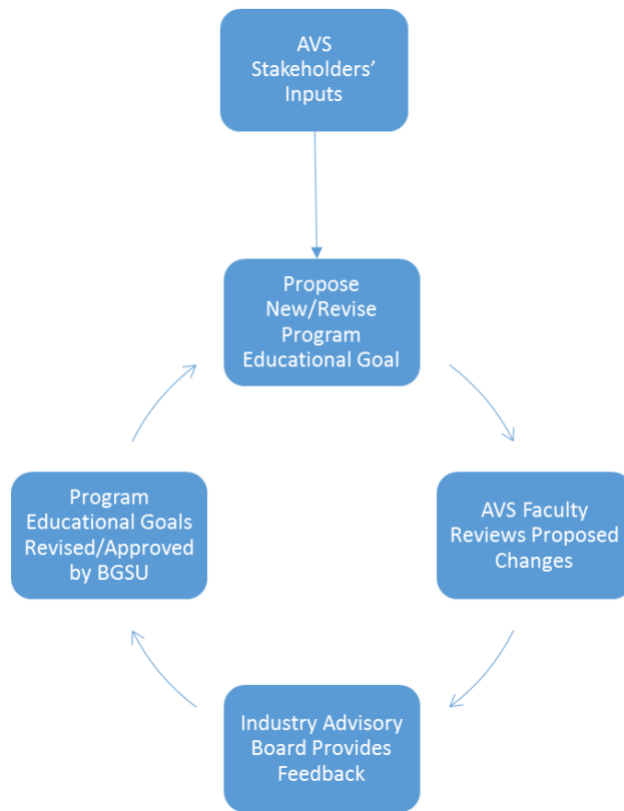 AVS
Stakeholders'
Inputs
Propose
New/Revise
Program
Educational Goal
AVS Faculty
Reviews Proposed
Changes
Industry Advisory
Board Provides
Feedback
Program
Educational Goals
Revised/Approved
by BGSU